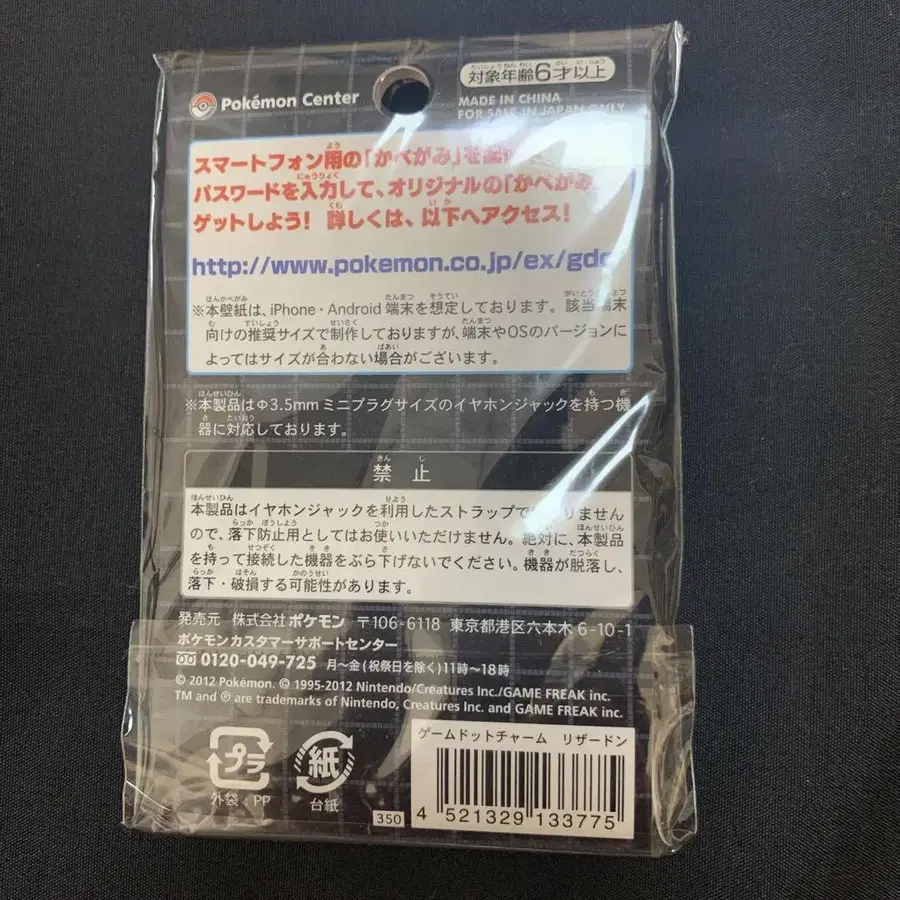 Pokémon Center
対象年齢6才以上
MADE IN CHINA
FOR SALE IN JAPAN ONLY
スマートフォン用の「かべがみ」を
パスワードを入力して、オリジナルの「かべがみ
ゲットしよう! 詳しくは、以下へアクセス!
http://www.pokemon.co.jp/ex/gdc
※本壁紙は、iPhone・Android 端末を想定しております。該当端末
向けの推奨サイズで制作しておりますが、端末やOSのバージョンに
よってはサイズが合わない場合がございます。
※本製品はΦ3.5mm ミニプラグサイズのイヤホンジャックを持つ機
器に対応しております。
禁止
本製品はイヤホンジャックを利用したストラップではありません
ので、落下防止用としてはお使いいただけません。絶対に、本製品
を持って接続した機器をぶら下げないでください。機器が脱落し、
落下・破損する可能性があります。
発売元 株式会社ポケモン 〒106-6118 東京都港区六本木 6-10-1
ポケモンカスタマーサポートセンター
0120-049-725 月〜金(祝祭日を除く)11時〜18時
© 2012 Pokémon. © 1995-2012 Nintendo/Creatures Inc./GAME FREAK inc.
TM and ® are trademarks of Nintendo, Creatures Inc. and GAME FREAK inc.
ゲームドットチャーム リザードン
プラ
外袋:PP
紙
台紙
350
4 521329 133775